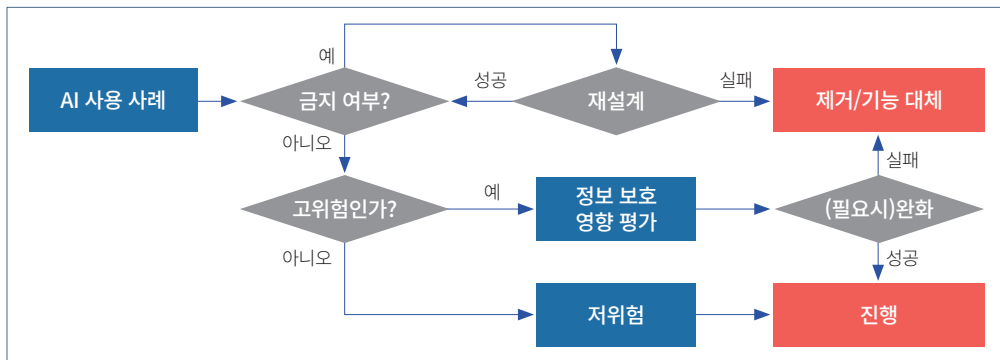 예
AI 사용 사례
금지 여부?
성공
재설계
실패
제거/기능 대체
아니오
실패
고위험인가?
예
정보 보호
영향 평가
(필요시)완화
아니오
성공
저위험
진행